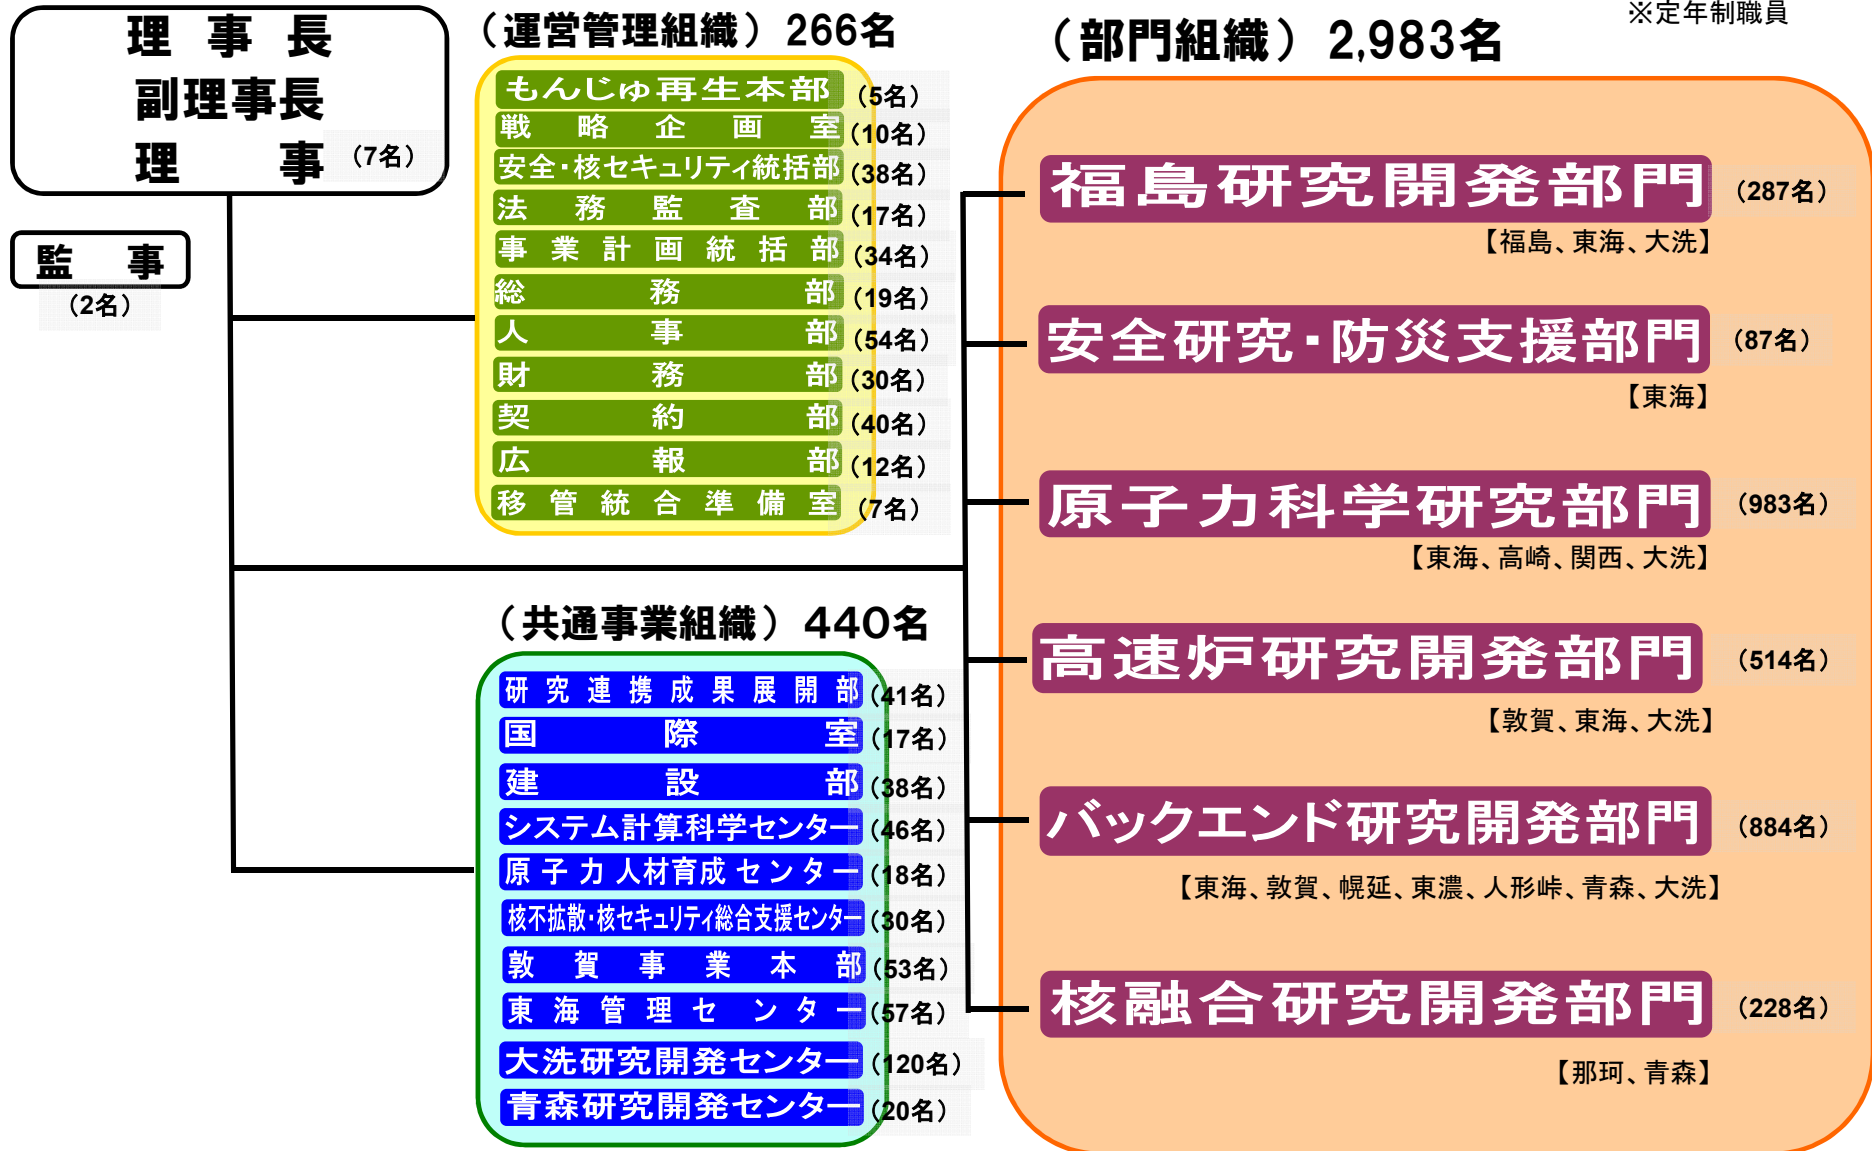 理事長
副理事長
理事（7名）
監事
（2名）
（運営管理組織）266名
もんじゅ再生本部（5名）
戦略企画室（10名）
安全・核セキュリティ統括部（38名）
法務監査部（17名）
事業計画統括部（34名）
総務部（19名）
人事部（54名）
財務部（30名）
契約部（40名）
広報部（12名）
移管統合準備室（7名）
（共通事業組織）440名
研究連携成果展開部（41名）
国際室（17名）
建設部（38名）
システム計算科学センター（46名）
原子力人材育成センター（18名）
核不拡散・核セキュリティ総合支援センター（30名）
敦賀事業本部（53名）
東海管理センター（57名）
大洗研究開発センター（120名）
青森研究開発センター（20名）
※定年制職員
（部門組織）2,983名
福島研究開発部門（287名）
【福島、東海、大洗】
安全研究・防災支援部門（87名）
【東海】
原子力科学研究部門（983名）
【東海、高崎、関西、大洗】
高速炉研究開発部門（514名）
【敦賀、東海、大洗】
バックエンド研究開発部門（884名）
【東海、敦賀、幌延、東濃、人形峠、青森、大洗】
核融合研究開発部門（228名）
【那珂、青森】